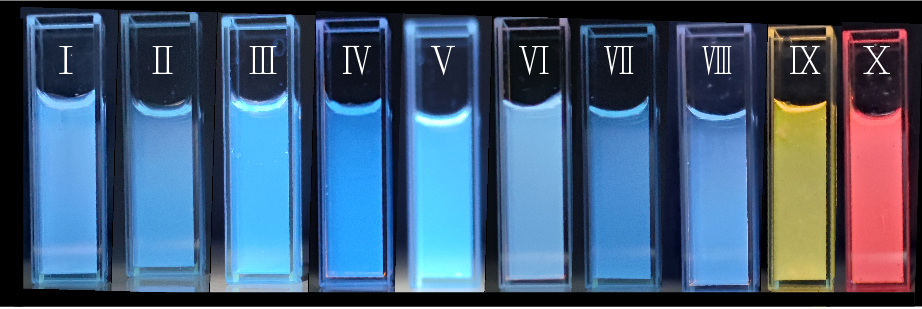 Ⅰ Ⅱ Ⅲ Ⅳ Ⅴ Ⅵ Ⅶ Ⅷ Ⅸ Ⅹ